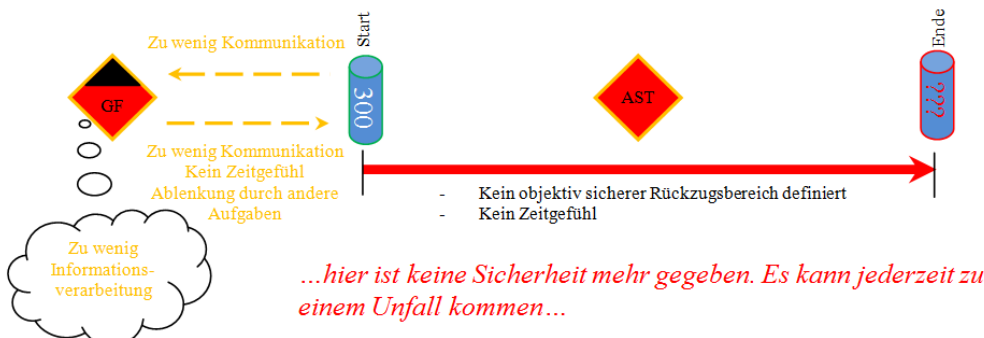 Zu wenig Kommunikation
Start
Ende
GF
300
AST
???
Zu wenig Kommunikation
Kein Zeitgefühl
Ablenkung durch andere
Aufgaben
- Kein objektiv sicherer Rückzugsbereich definiert
- Kein Zeitgefühl
Zu wenig
Informations-
verarbeitung
...hier ist keine Sicherheit mehr gegeben. Es kann jederzeit zu
einem Unfall kommen...